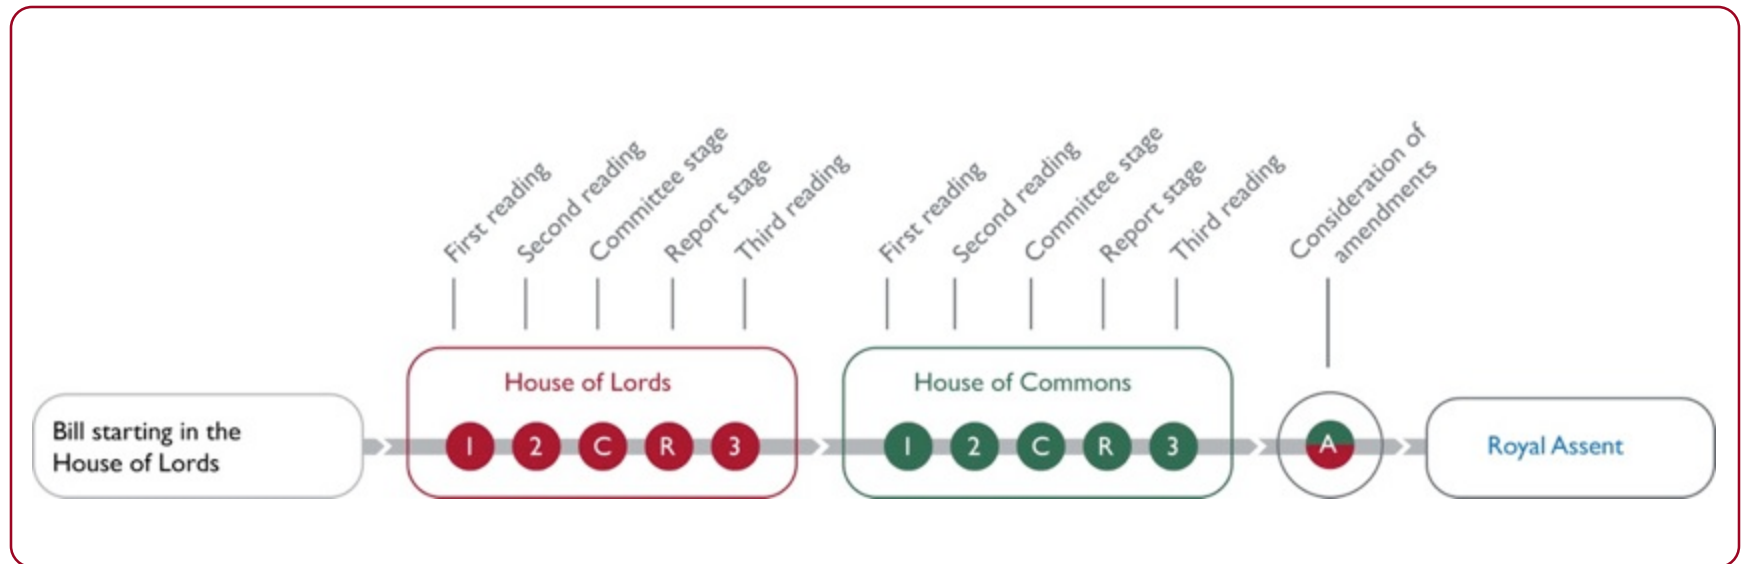 First reading
Second reading
Committee stage
Report stage
Third reading
First reading
Second reading
Committee stage
Report stage
Third reading
Consideration of
amendments
Bill starting in the
House of Lords
House of Lords
1 2 C R 3
House of Commons
1 2 C R 3
A
Royal Assent